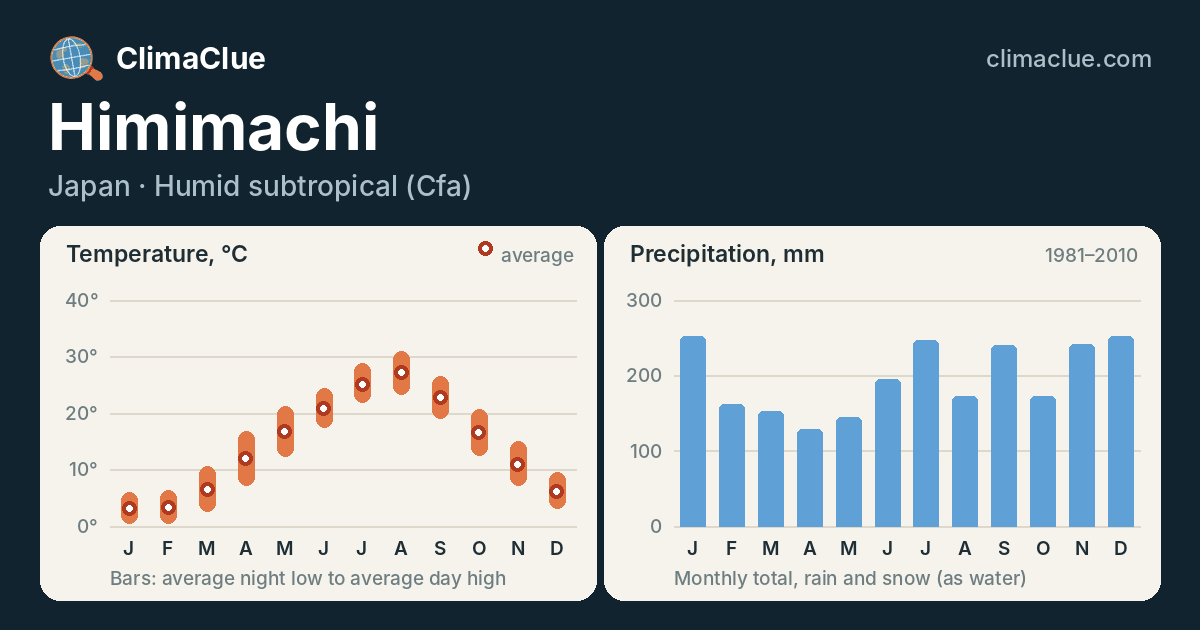 ClimaClue
climaclue.com
Himimachi
Japan · Humid subtropical (Cfa)
Temperature, °C
average
40°
30°
20°
10°
0°
J F M A M J J A S O N D
Bars: average night low to average day high
Precipitation, mm
1981–2010
300
200
100
0
J F M A M J J A S O N D
Monthly total, rain and snow (as water)